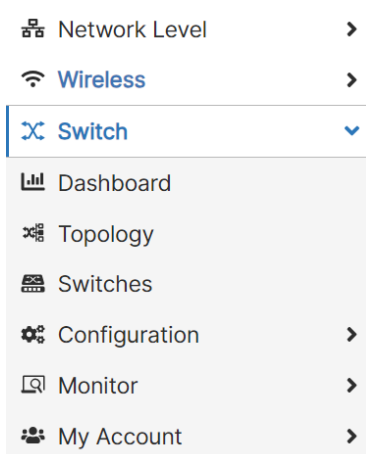 Network Level
Wireless
Switch
Dashboard
Topology
Switches
Configuration
Monitor
My Account